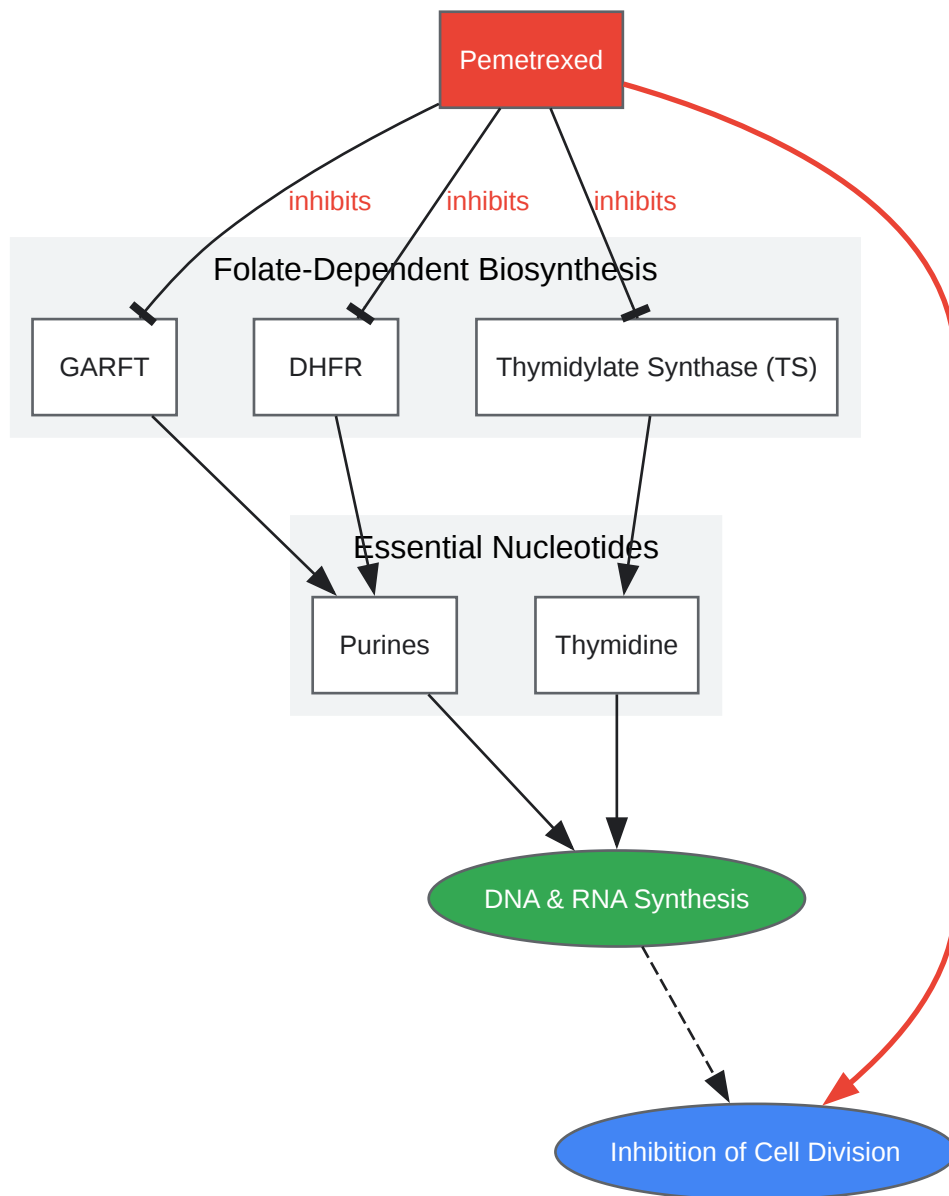 Pemetrexed
inhibits
inhibits
inhibits
Folate-Dependent Biosynthesis
GARFT
DHFR
Thymidylate Synthase (TS)
Essential Nucleotides
Purines
Thymidine
DNA & RNA Synthesis
Inhibition of Cell Division